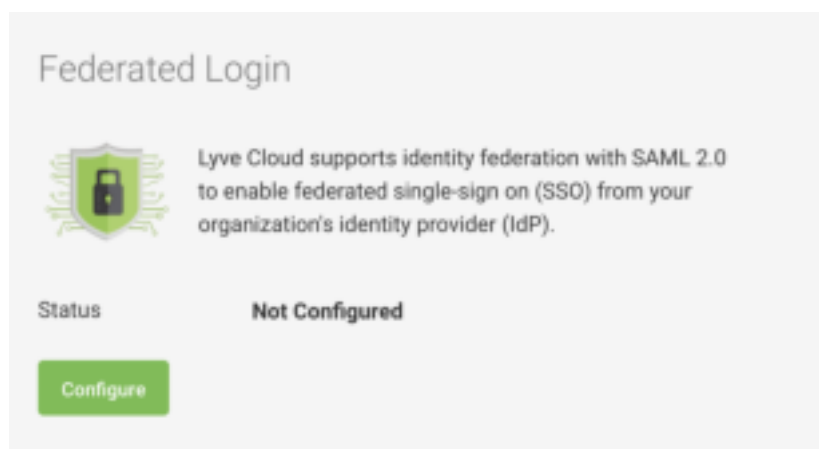 Federated Login
Lyve Cloud supports identity federation with SAML 2.0
to enable federated single-sign on (SSO) from your
organization's identity provider (IdP).
Status Not Configured
Configure